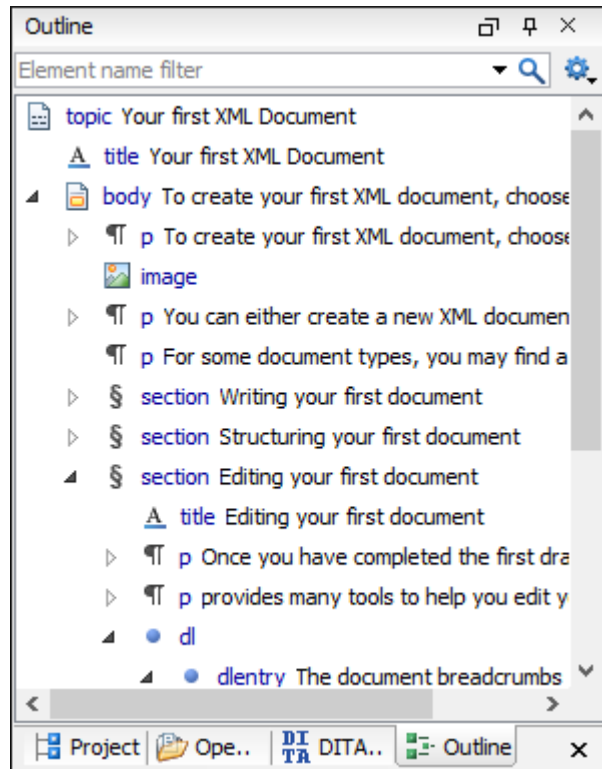 Outline
Element name filter
topic Your first XML Document
A title Your first XML Document
body To create your first XML document, choose
¶ p To create your first XML document, choose
image
¶ p You can either create a new XML documen
¶ p For some document types, you may find a
§ section Writing your first document
§ section Structuring your first document
§ section Editing your first document
A title Editing your first document
¶ p Once you have completed the first dra
¶ p provides many tools to help you edit y
dl
dlentry The document breadcrumbs
Project Ope.. DITA DITA.. Outline